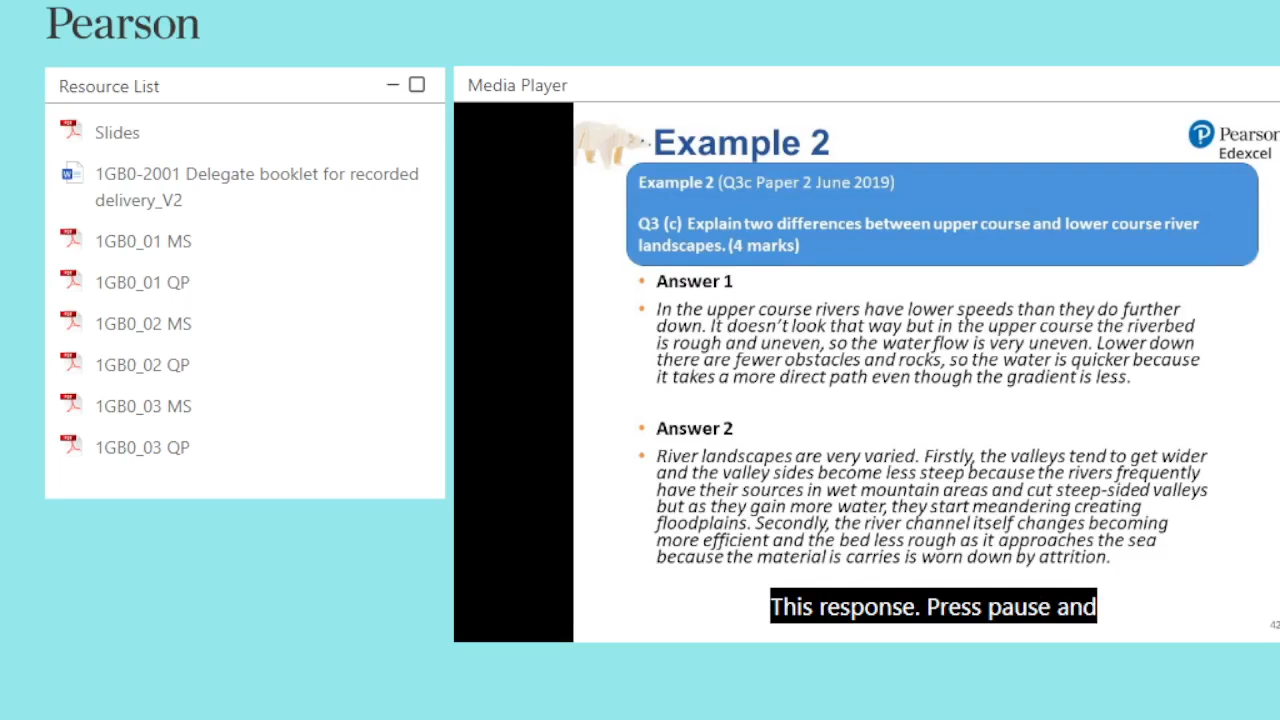 Pearson
Resource List
Slides
1GB0-2001 Delegate booklet for recorded
delivery_V2
1GB0_01 MS
1GB0_01 QP
1GB0_02 MS
1GB0_02 QP
1GB0_03 MS
1GB0_03 QP
Media Player
Example 2
Pearson
Edexcel
Example 2 (Q3c Paper 2 June 2019)
Q3 (c) Explain two differences between upper course and lower course river
landscapes. (4 marks)
• Answer 1
• In the upper course rivers have lower speeds than they do further
down. It doesn't look that way but in the upper course the riverbed
is rough and uneven, so the water flow is very uneven. Lower down
there are fewer obstacles and rocks, so the water is quicker because
it takes a more direct path even though the gradient is less.
• Answer 2
• River landscapes are very varied. Firstly, the valleys tend to get wider
and the valley sides become less steep because the rivers frequently
have their sources in wet mountain areas and cut steep-sided valleys
but as they gain more water, they start meandering creating
floodplains. Secondly, the river channel itself changes becoming
more efficient and the bed less rough as it approaches the sea
because the material is carries is worn down by attrition.
This response. Press pause and
42